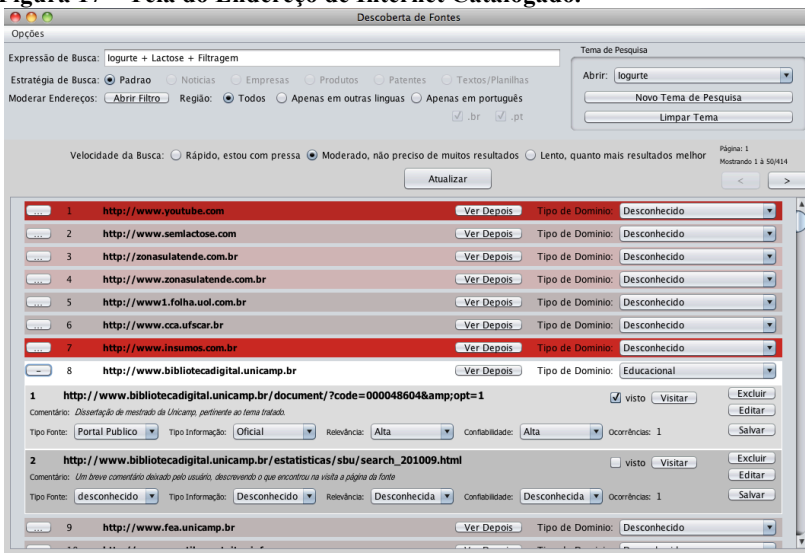 Figura 17 – Tela do Endereço de Internet Catalogado.
Descoberta de Fontes
Opções
Expressão de Busca: Iogurte + Lactose + Filtragem
Estratégia de Busca: Padrao Noticias Empresas Produtos Patentes Textos/Planilhas
Moderar Endereços: Abrir Filtro Região: Todos Apenas em outras linguas Apenas em português
.br .pt
Tema de Pesquisa
Abrir: Iogurte
Novo Tema de Pesquisa
Limpar Tema
Velocidade da Busca: Rápido, estou com pressa Moderado, não preciso de muitos resultados Lento, quanto mais resultados melhor
Página: 1
Mostrando 1 à 50/414
Atualizar < >
... 1 http://www.youtube.com Ver Depois Tipo de Dominio: Desconhecido
... 2 http://www.semlactose.com Ver Depois Tipo de Dominio: Desconhecido
... 3 http://zonasulatende.com.br Ver Depois Tipo de Dominio: Desconhecido
... 4 http://www.zonasulatende.com.br Ver Depois Tipo de Dominio: Desconhecido
... 5 http://www1.folha.uol.com.br Ver Depois Tipo de Dominio: Desconhecido
... 6 http://www.cca.ufscar.br Ver Depois Tipo de Dominio: Desconhecido
... 7 http://www.insumos.com.br Ver Depois Tipo de Dominio: Desconhecido
- 8 http://www.bibliotecadigital.unicamp.br Ver Depois Tipo de Dominio: Educacional
1 http://www.bibliotecadigital.unicamp.br/document/?code=000048604&amp;opt=1 visto Visitar Excluir
Comentário: Dissertação de mestrado da Unicamp, pertinente ao tema tratado. Editar
Tipo Fonte: Portal Publico Tipo Informação: Oficial Relevância: Alta Confiabilidade: Alta Ocorrências: 1 Salvar
2 http://www.bibliotecadigital.unicamp.br/estatisticas/sbu/search_201009.html visto Visitar Excluir
Comentário: Um breve comentário deixado pelo usuário, descrevendo o que encontrou na visita a página da fonte Editar
Tipo Fonte: desconhecido Tipo Informação: Desconhecido Relevância: Desconhecida Confiabilidade: Desconhecida Ocorrências: 1 Salvar
... 9 http://www.fea.unicamp.br Ver Depois Tipo de Dominio: Desconhecido